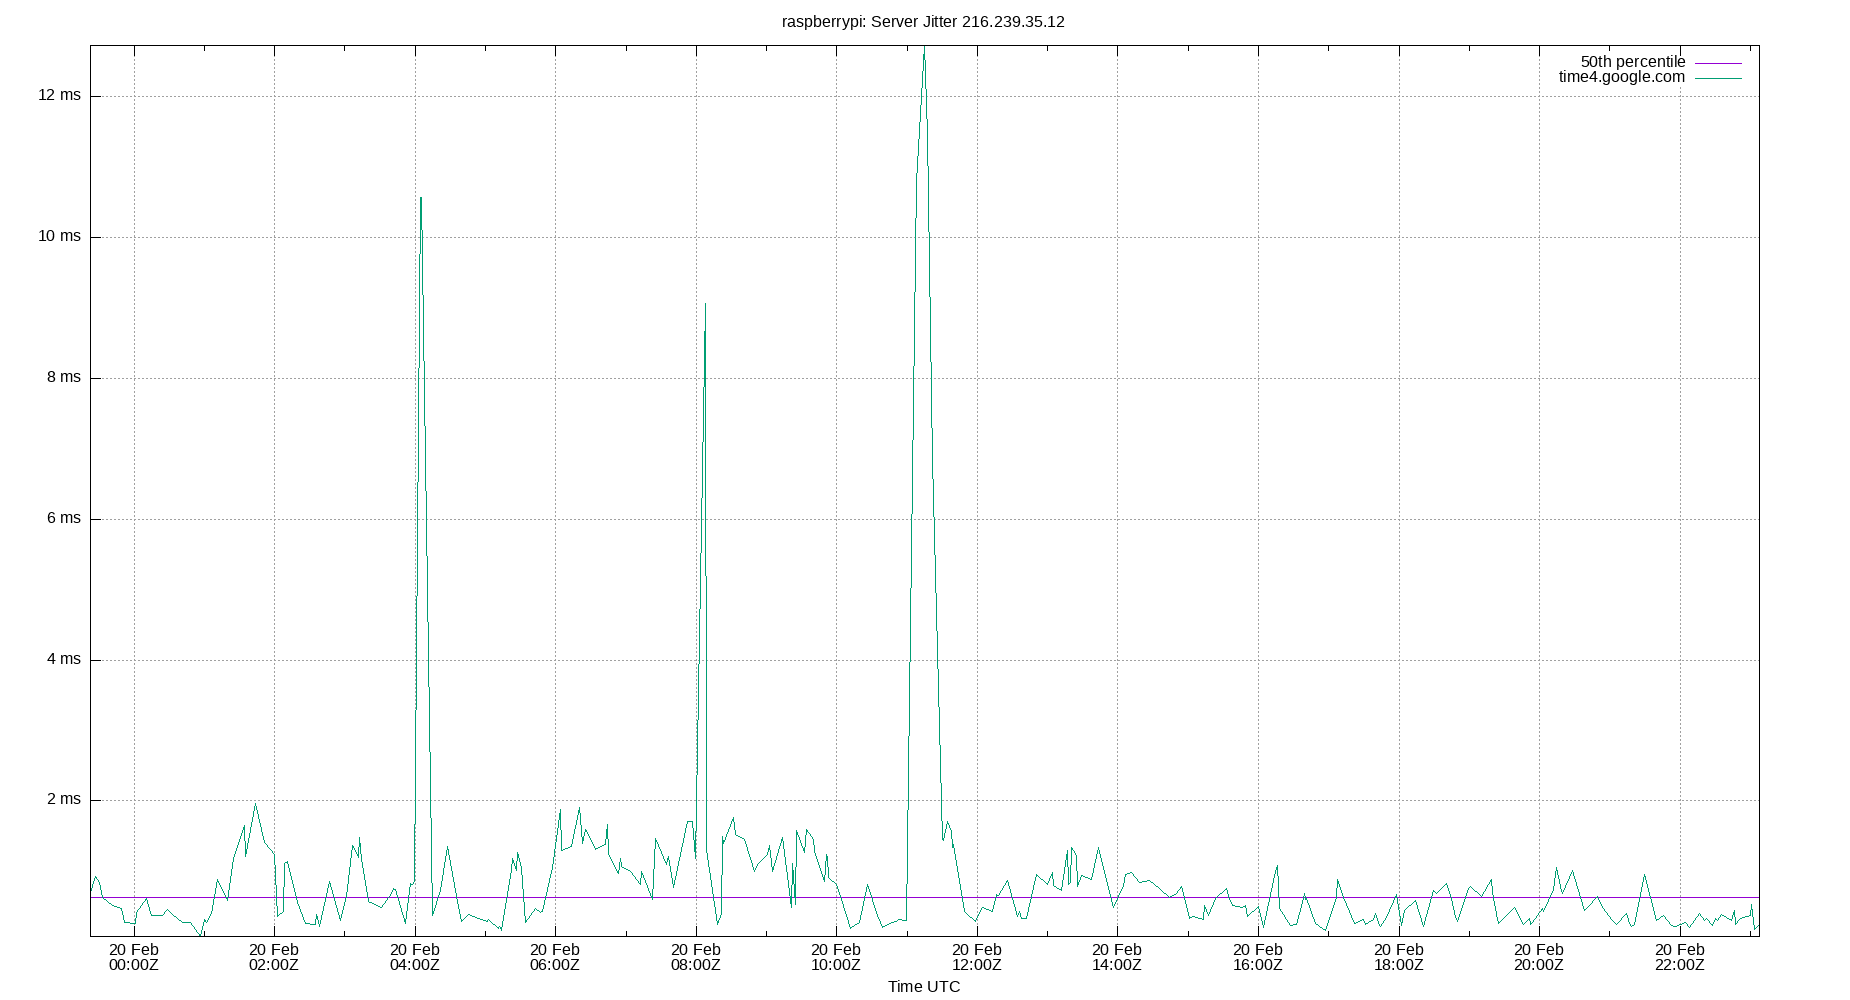 raspberrypi: Server Jitter 216.239.35.12
50th percentile
time4.google.com
12 ms
10 ms
8 ms
6 ms
4 ms
2 ms
20 Feb 20 Feb 20 Feb 20 Feb 20 Feb 20 Feb 20 Feb 20 Feb 20 Feb 20 Feb 20 Feb 20 Feb
00:00Z 02:00Z 04:00Z 06:00Z 08:00Z 10:00Z 12:00Z 14:00Z 16:00Z 18:00Z 20:00Z 22:00Z
Time UTC